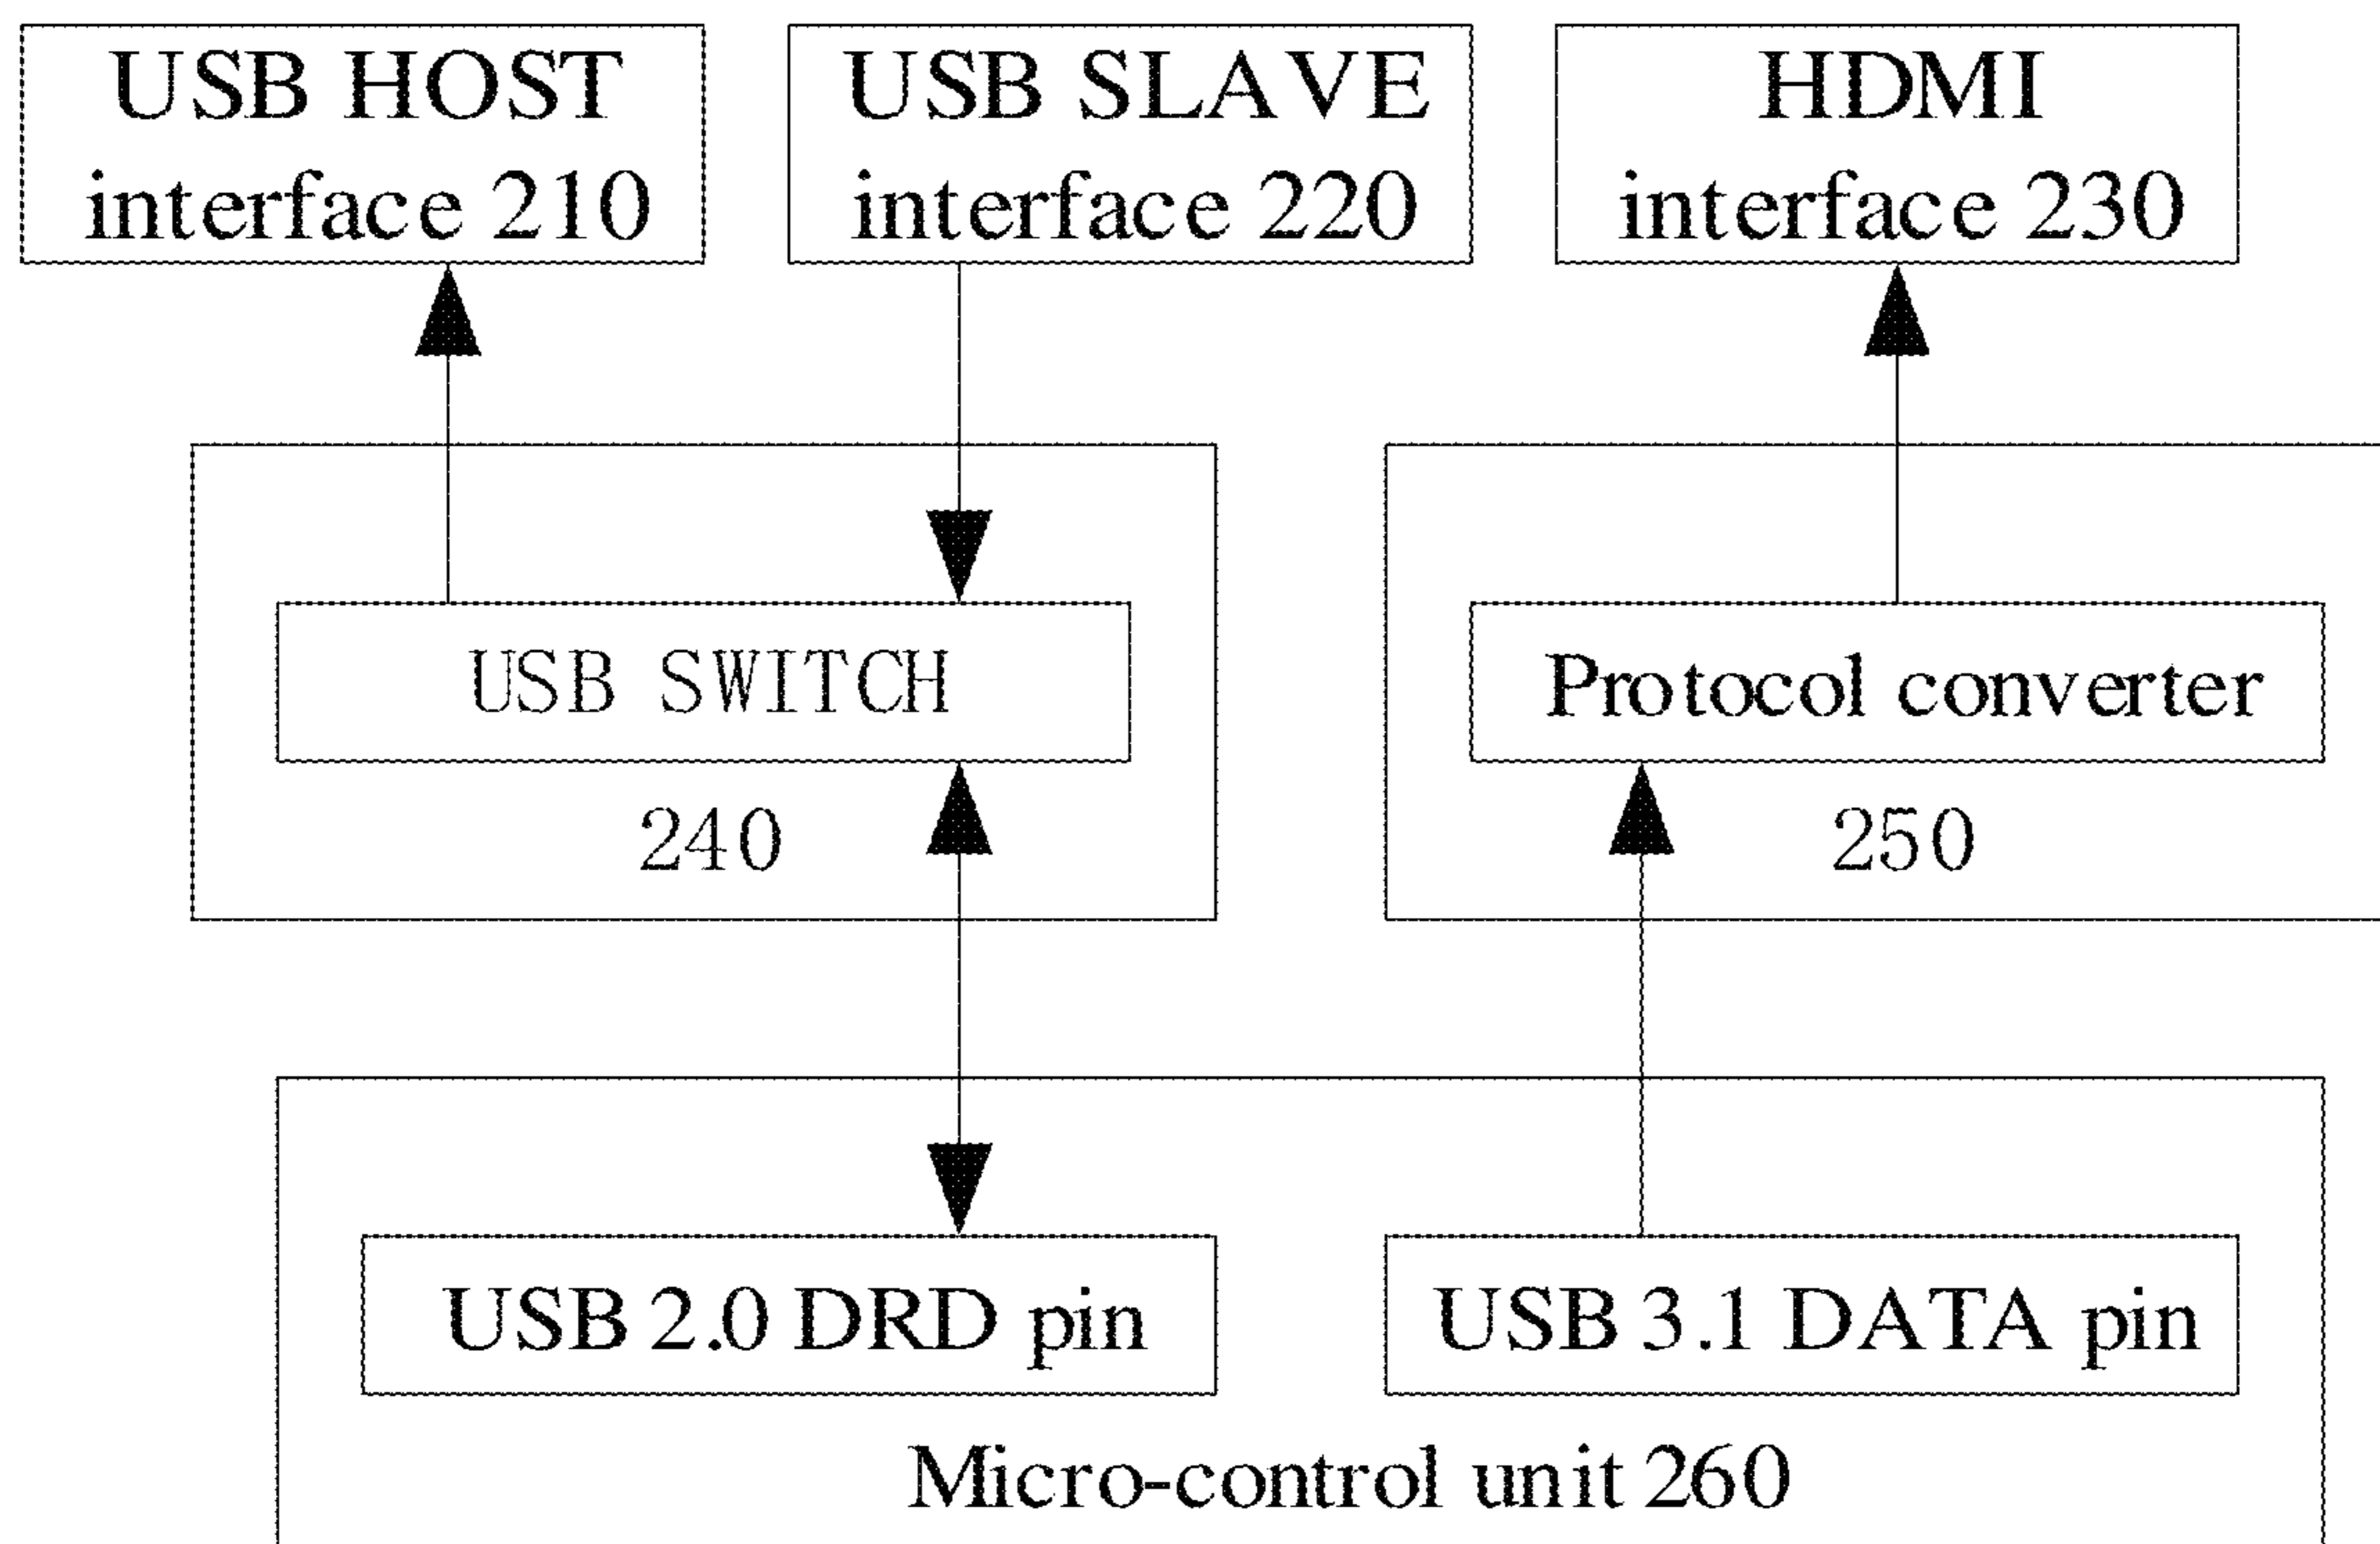 USB HOST
interface 210
USB SLAVE
interface 220
HDMI
interface 230
USB SWITCH
240
Protocol converter
250
USB 2.0 DRD pin
USB 3.1 DATA pin
Micro-control unit 260